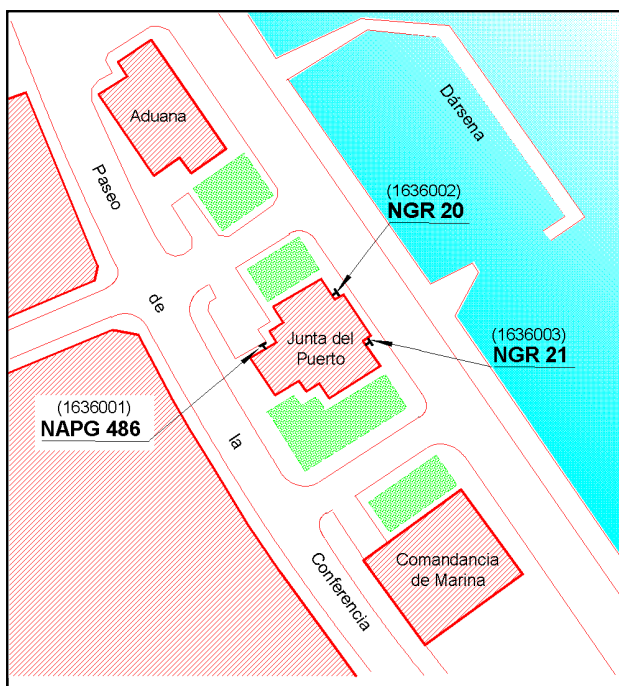 Aduana
Dársena
Paseo
(1636002)
NGR 20
de
Junta del
Puerto
(1636003)
NGR 21
(1636001)
NAPG 486
la
Comandancia
de Marina
Conferencia